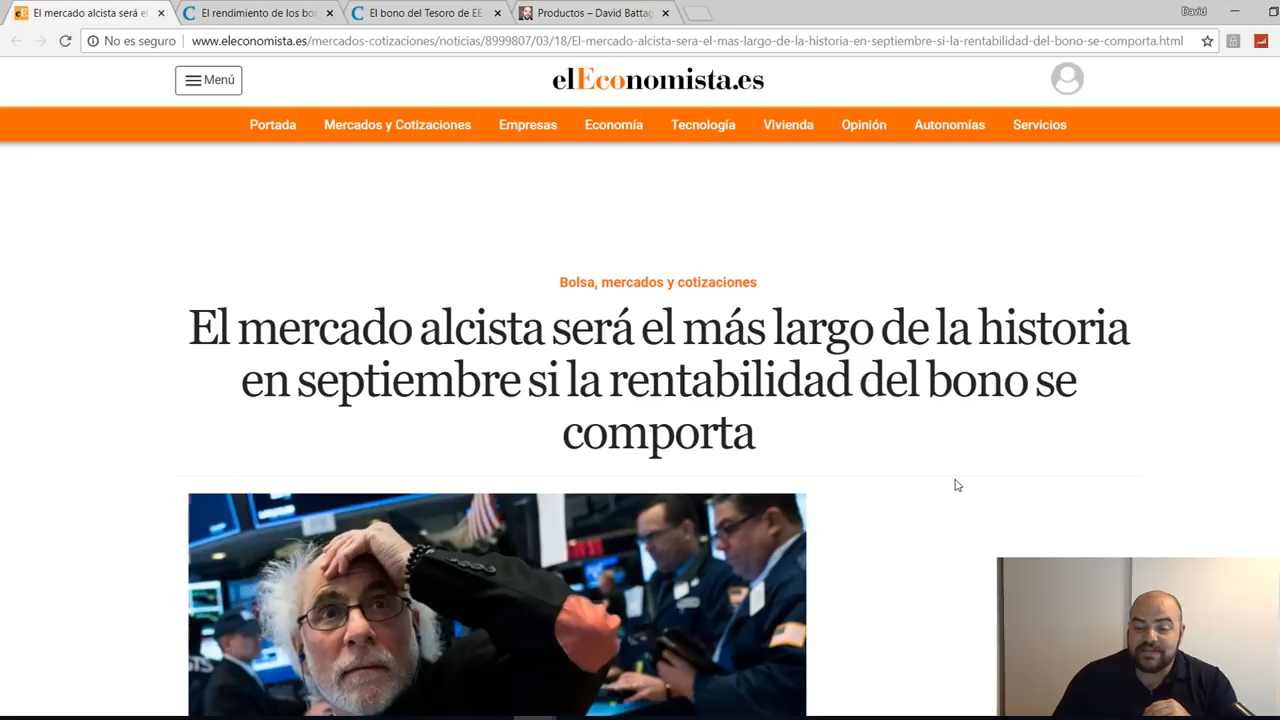 El mercado alcista será el
El rendimiento de los bo
El bono del Tesoro de EE
Productos – David Battag
David
No es seguro
www.eleconomista.es/mercados-cotizaciones/noticias/8999807/03/18/El-mercado-alcista-sera-el-mas-largo-de-la-historia-en-septiembre-si-la-rentabilidad-del-bono-se-comporta.html
Menú
elEconomista.es
Portada
Mercados y Cotizaciones
Empresas
Economía
Tecnología
Vivienda
Opinión
Autonomías
Servicios
Bolsa, mercados y cotizaciones
El mercado alcista será el más largo de la historia
en septiembre si la rentabilidad del bono se
comporta